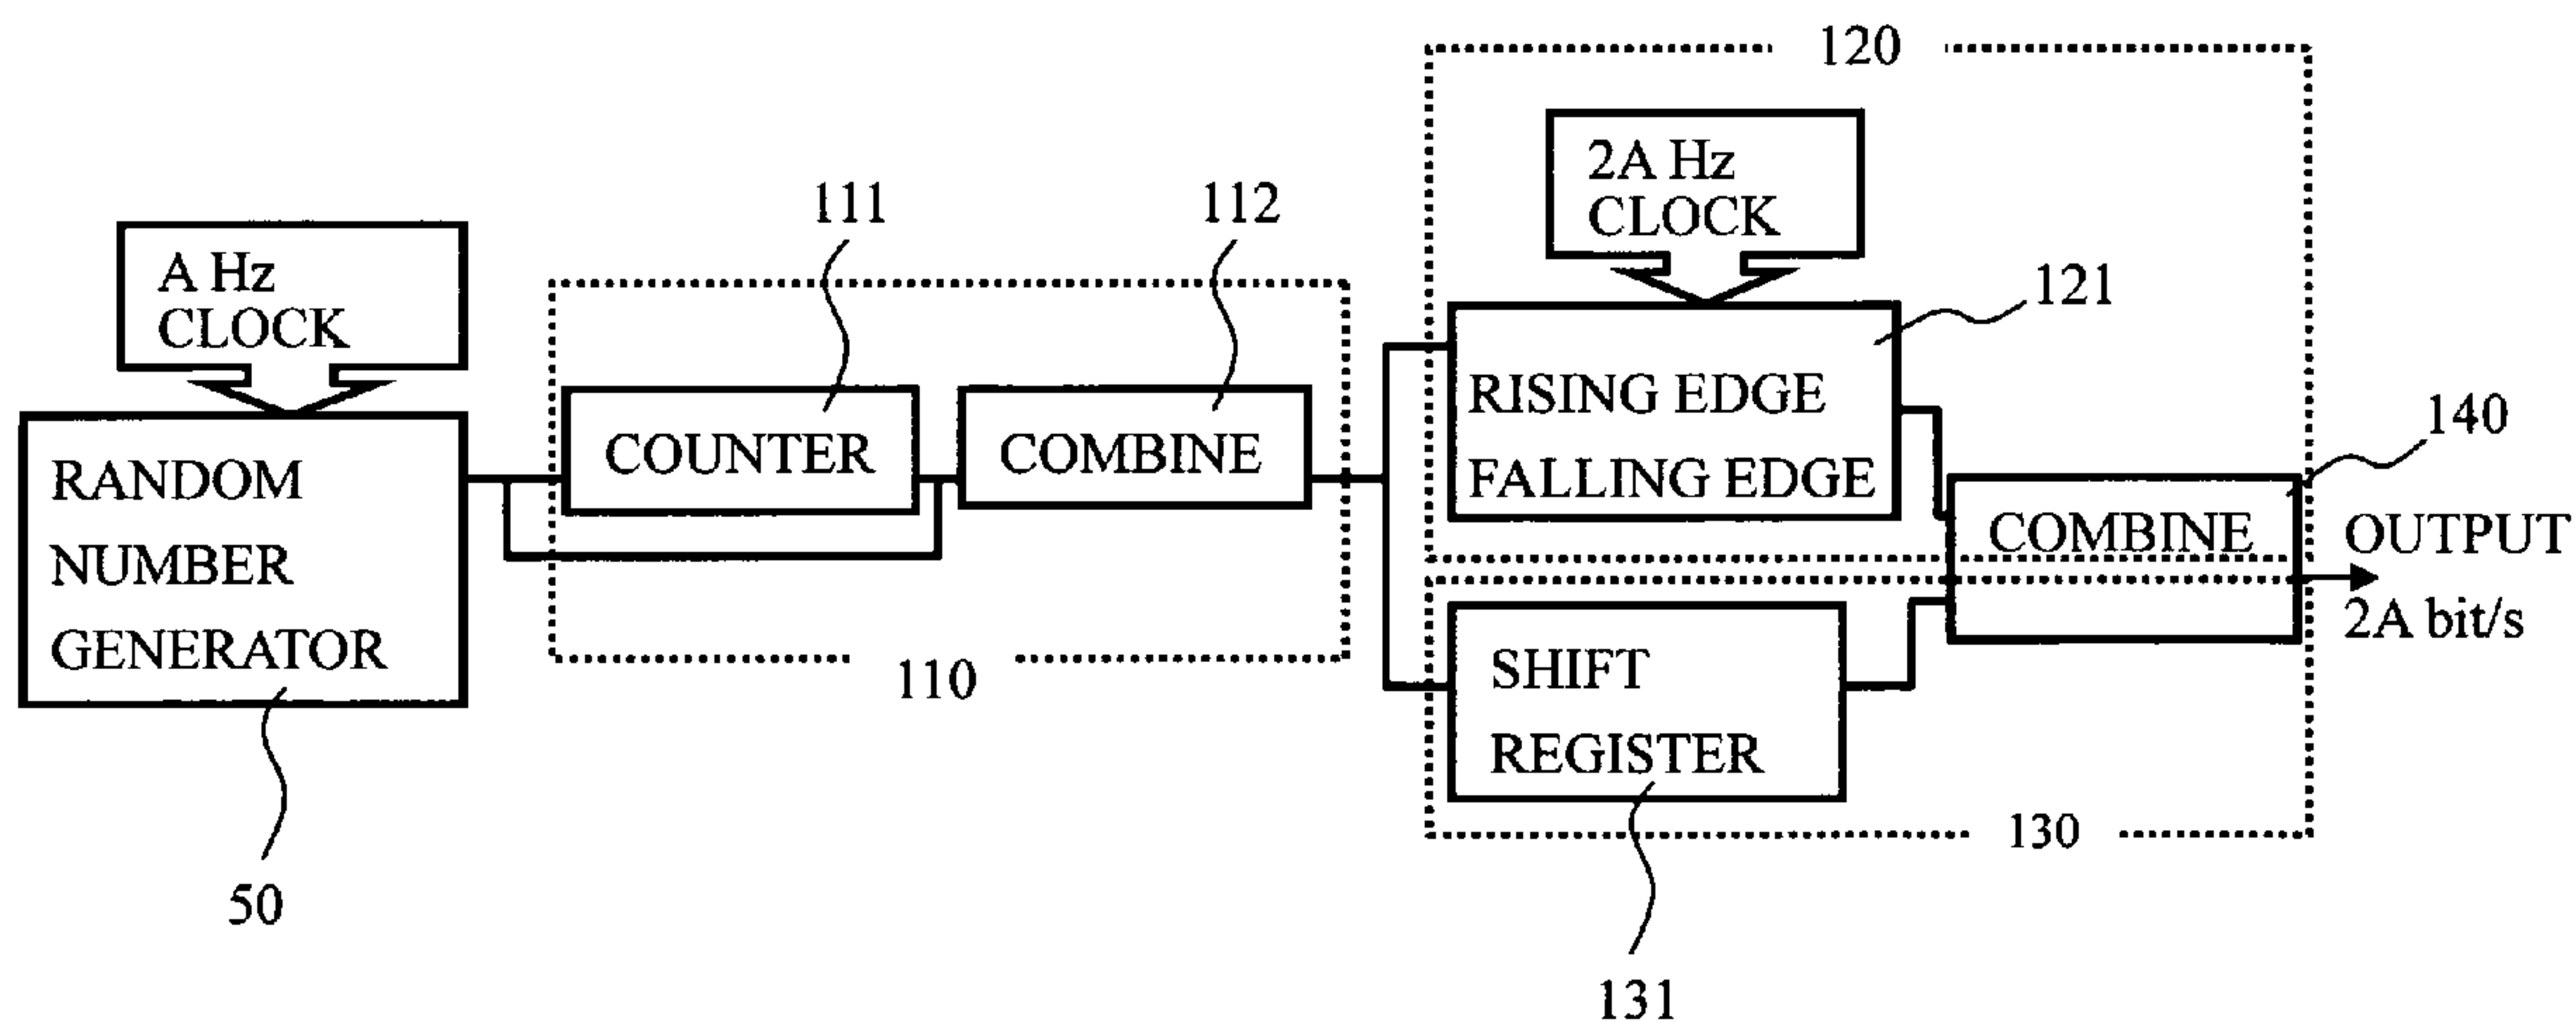 120
2A Hz
CLOCK
111
112
A Hz
CLOCK
121
RISING EDGE
FALLING EDGE
140
COUNTER
COMBINE
RANDOM
NUMBER
GENERATOR
COMBINE
OUTPUT
2A bit/s
110
SHIFT
REGISTER
130
50
131